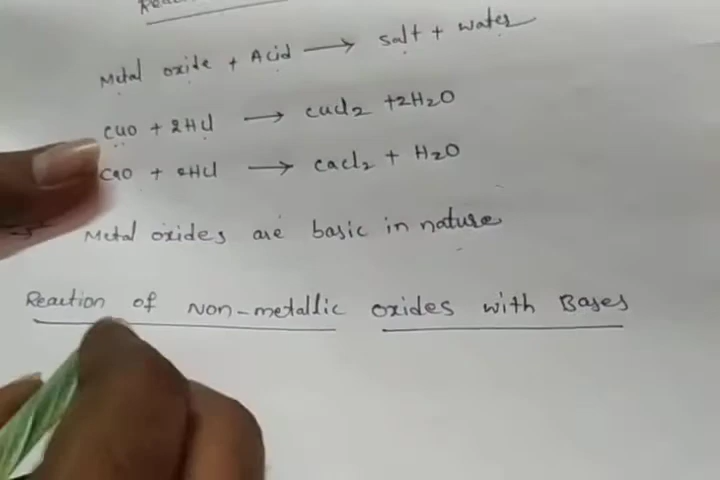 Metal oxide + Acid → salt + water
CuO + 2HCl → CuCl2 + 2H2O
CaO + 2HCl → CaCl2 + H2O
Metal oxides are basic in nature
Reaction of Non-metallic oxides with Bases